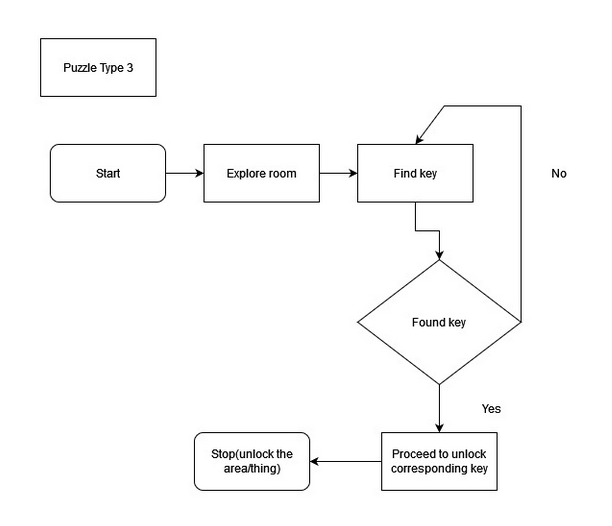 Puzzle Type 3
Start
Explore room
Find key
No
Found key
Yes
Stop(unlock the
area/thing)
Proceed to unlock
corresponding key